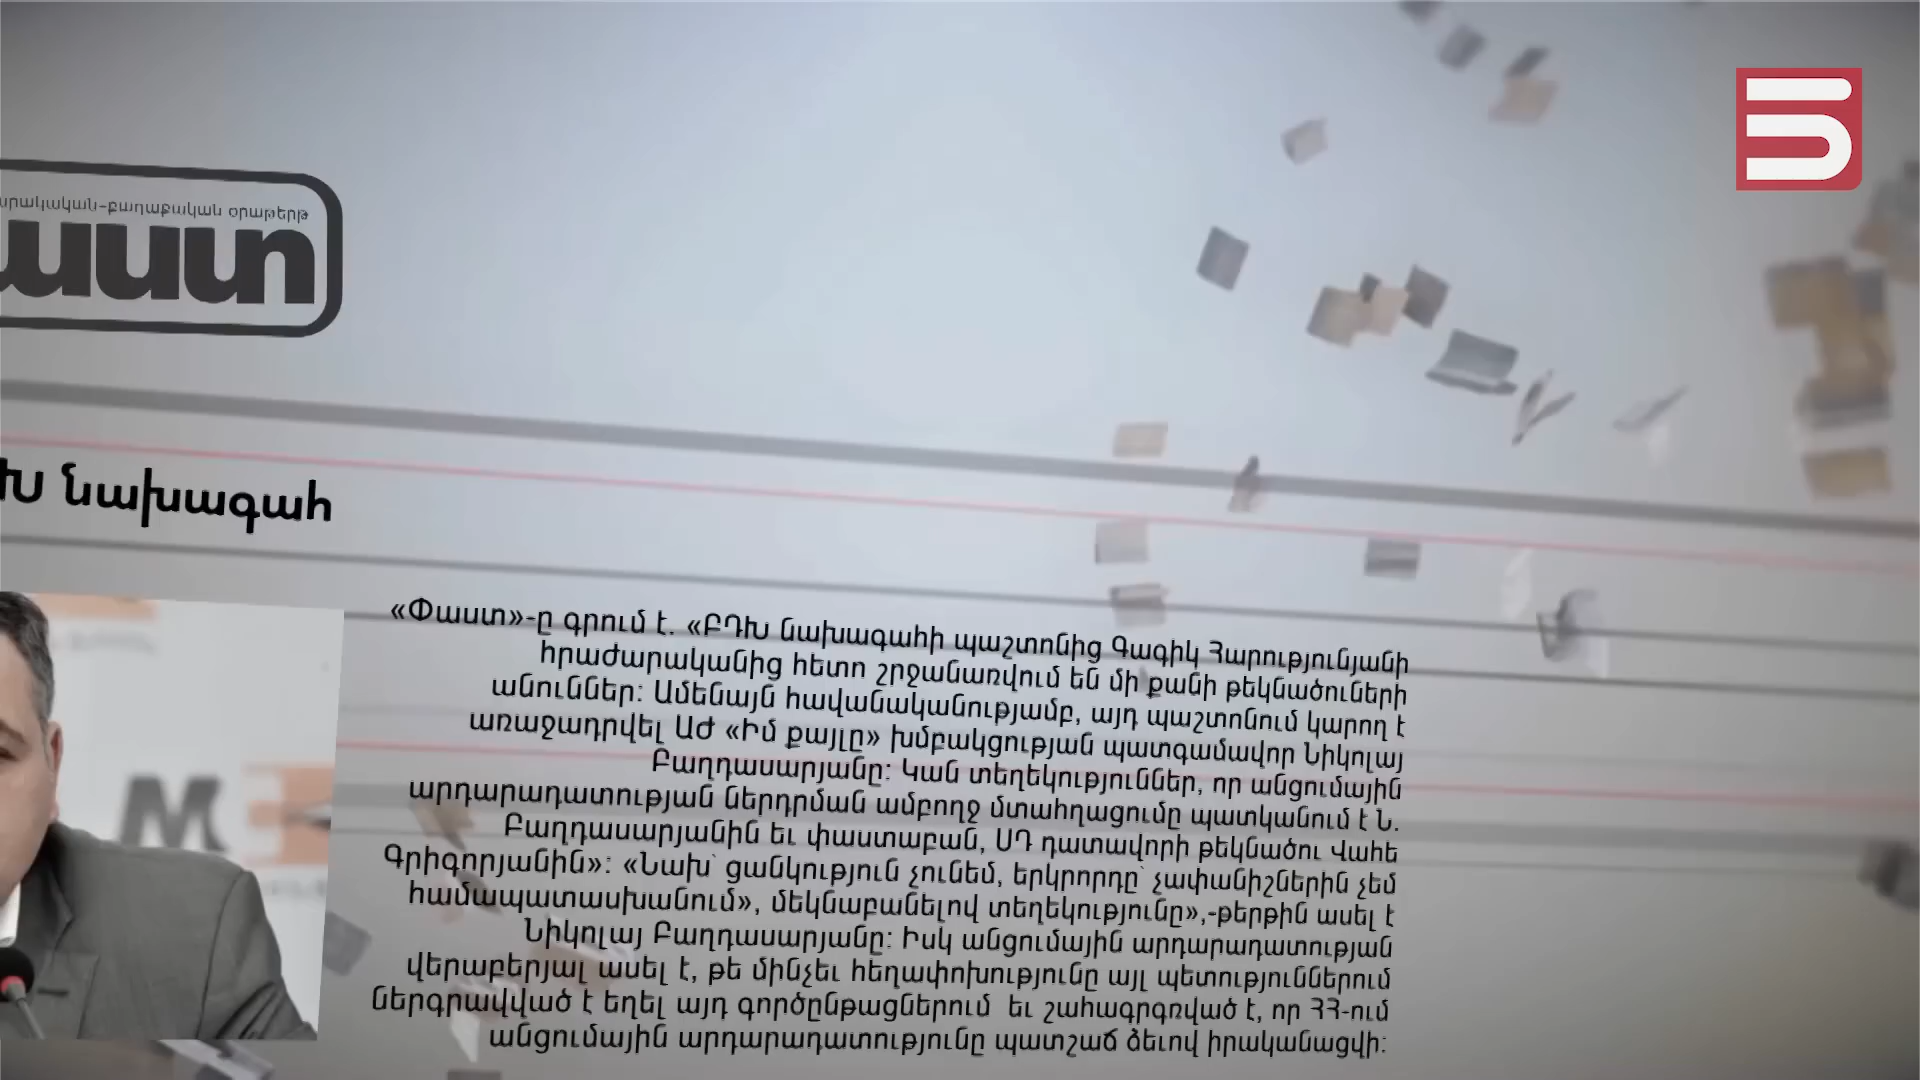 օրաթերթ
նախագահ
«Փաստ»-ը գրում է. «ԲԴԽ նախագահի պաշտոնից Գագիկ Հարությունյանի
հրաժարականից հետո շրջանառվում են մի քանի թեկնածուների
անուններ: Ամենայն հավանականությամբ, այդ պաշտոնում կարող է
առաջադրվել ԱԺ «Իմ քայլը» խմբակցության պատգամավոր Նիկոլայ
Բաղդասարյանը: Կան տեղեկություններ, որ անցումային
արդարադատության ներդրման ամբողջ մտահղացումը պատկանում է Ն.
Բաղդասարյանին եւ փաստաբան, ՍԴ դատավորի թեկնածու Վահե
Գրիգորյանին»: «Նախ՝ ցանկություն չունեմ, երկրորդը՝ չափանիշներին չեմ
համապատասխանում», մեկնաբանելով տեղեկությունը»,-թերթին ասել է
Նիկոլայ Բաղդասարյանը: Իսկ անցումային արդարադատության
վերաբերյալ ասել է, թե մինչեւ հեղափոխությունը այլ պետություններում
ներգրավված է եղել այդ գործընթացներում եւ շահագրգռված է, որ ՀՀ-ում
անցումային արդարադատությունը պատշաճ ձեւով իրականացվի: